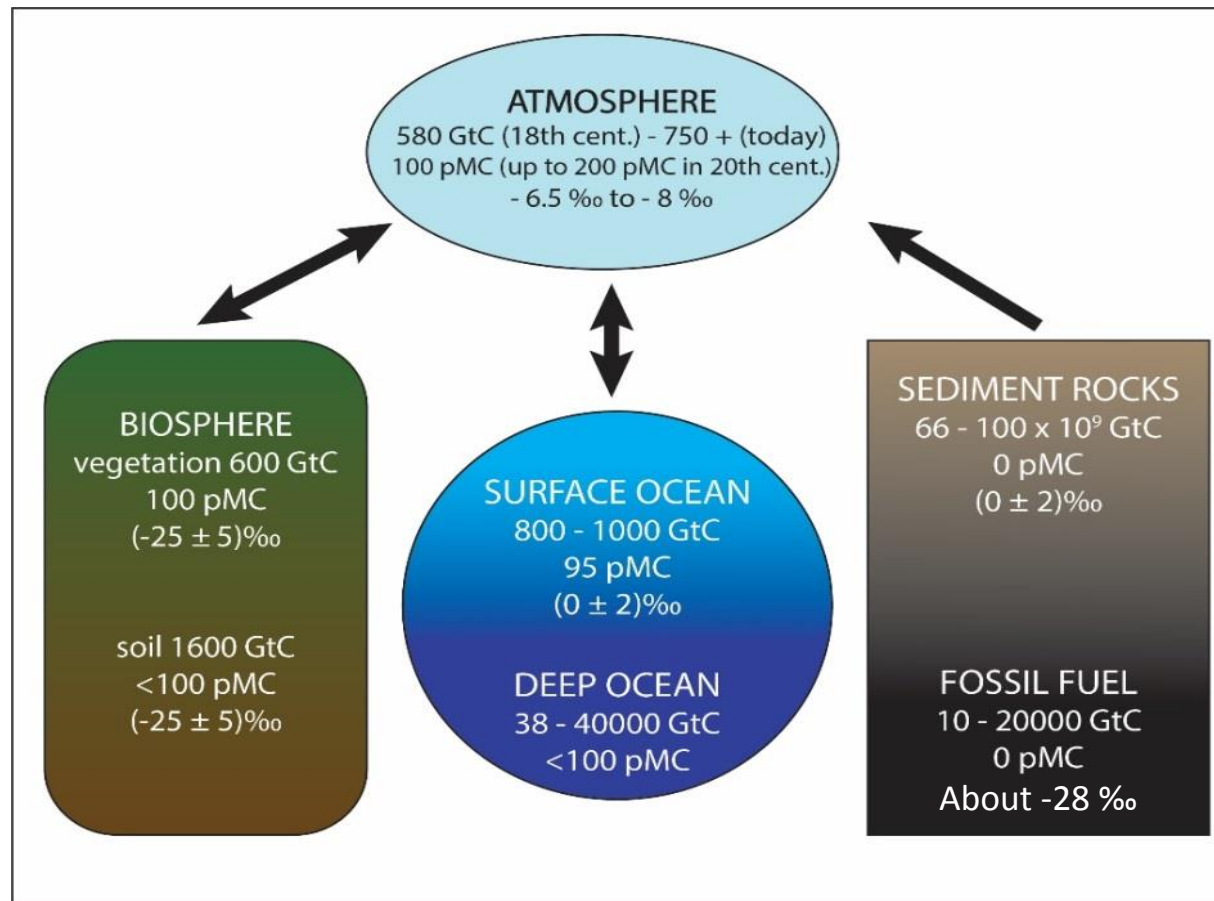 ATMOSPHERE
580 GtC (18th cent.) - 750 + (today)
100 pMC (up to 200 pMC in 20th cent.)
- 6.5 ‰ to - 8 ‰
BIOSPHERE
vegetation 600 GtC
100 pMC
(-25 ± 5)‰
soil 1600 GtC
<100 pMC
(-25 ± 5)‰
SURFACE OCEAN
800 - 1000 GtC
95 pMC
(0 ± 2)‰
DEEP OCEAN
38 - 40000 GtC
<100 pMC
SEDIMENT ROCKS
66 - 100 x 10⁹ GtC
0 pMC
(0 ± 2)‰
FOSSIL FUEL
10 - 20000 GtC
0 pMC
About -28 ‰